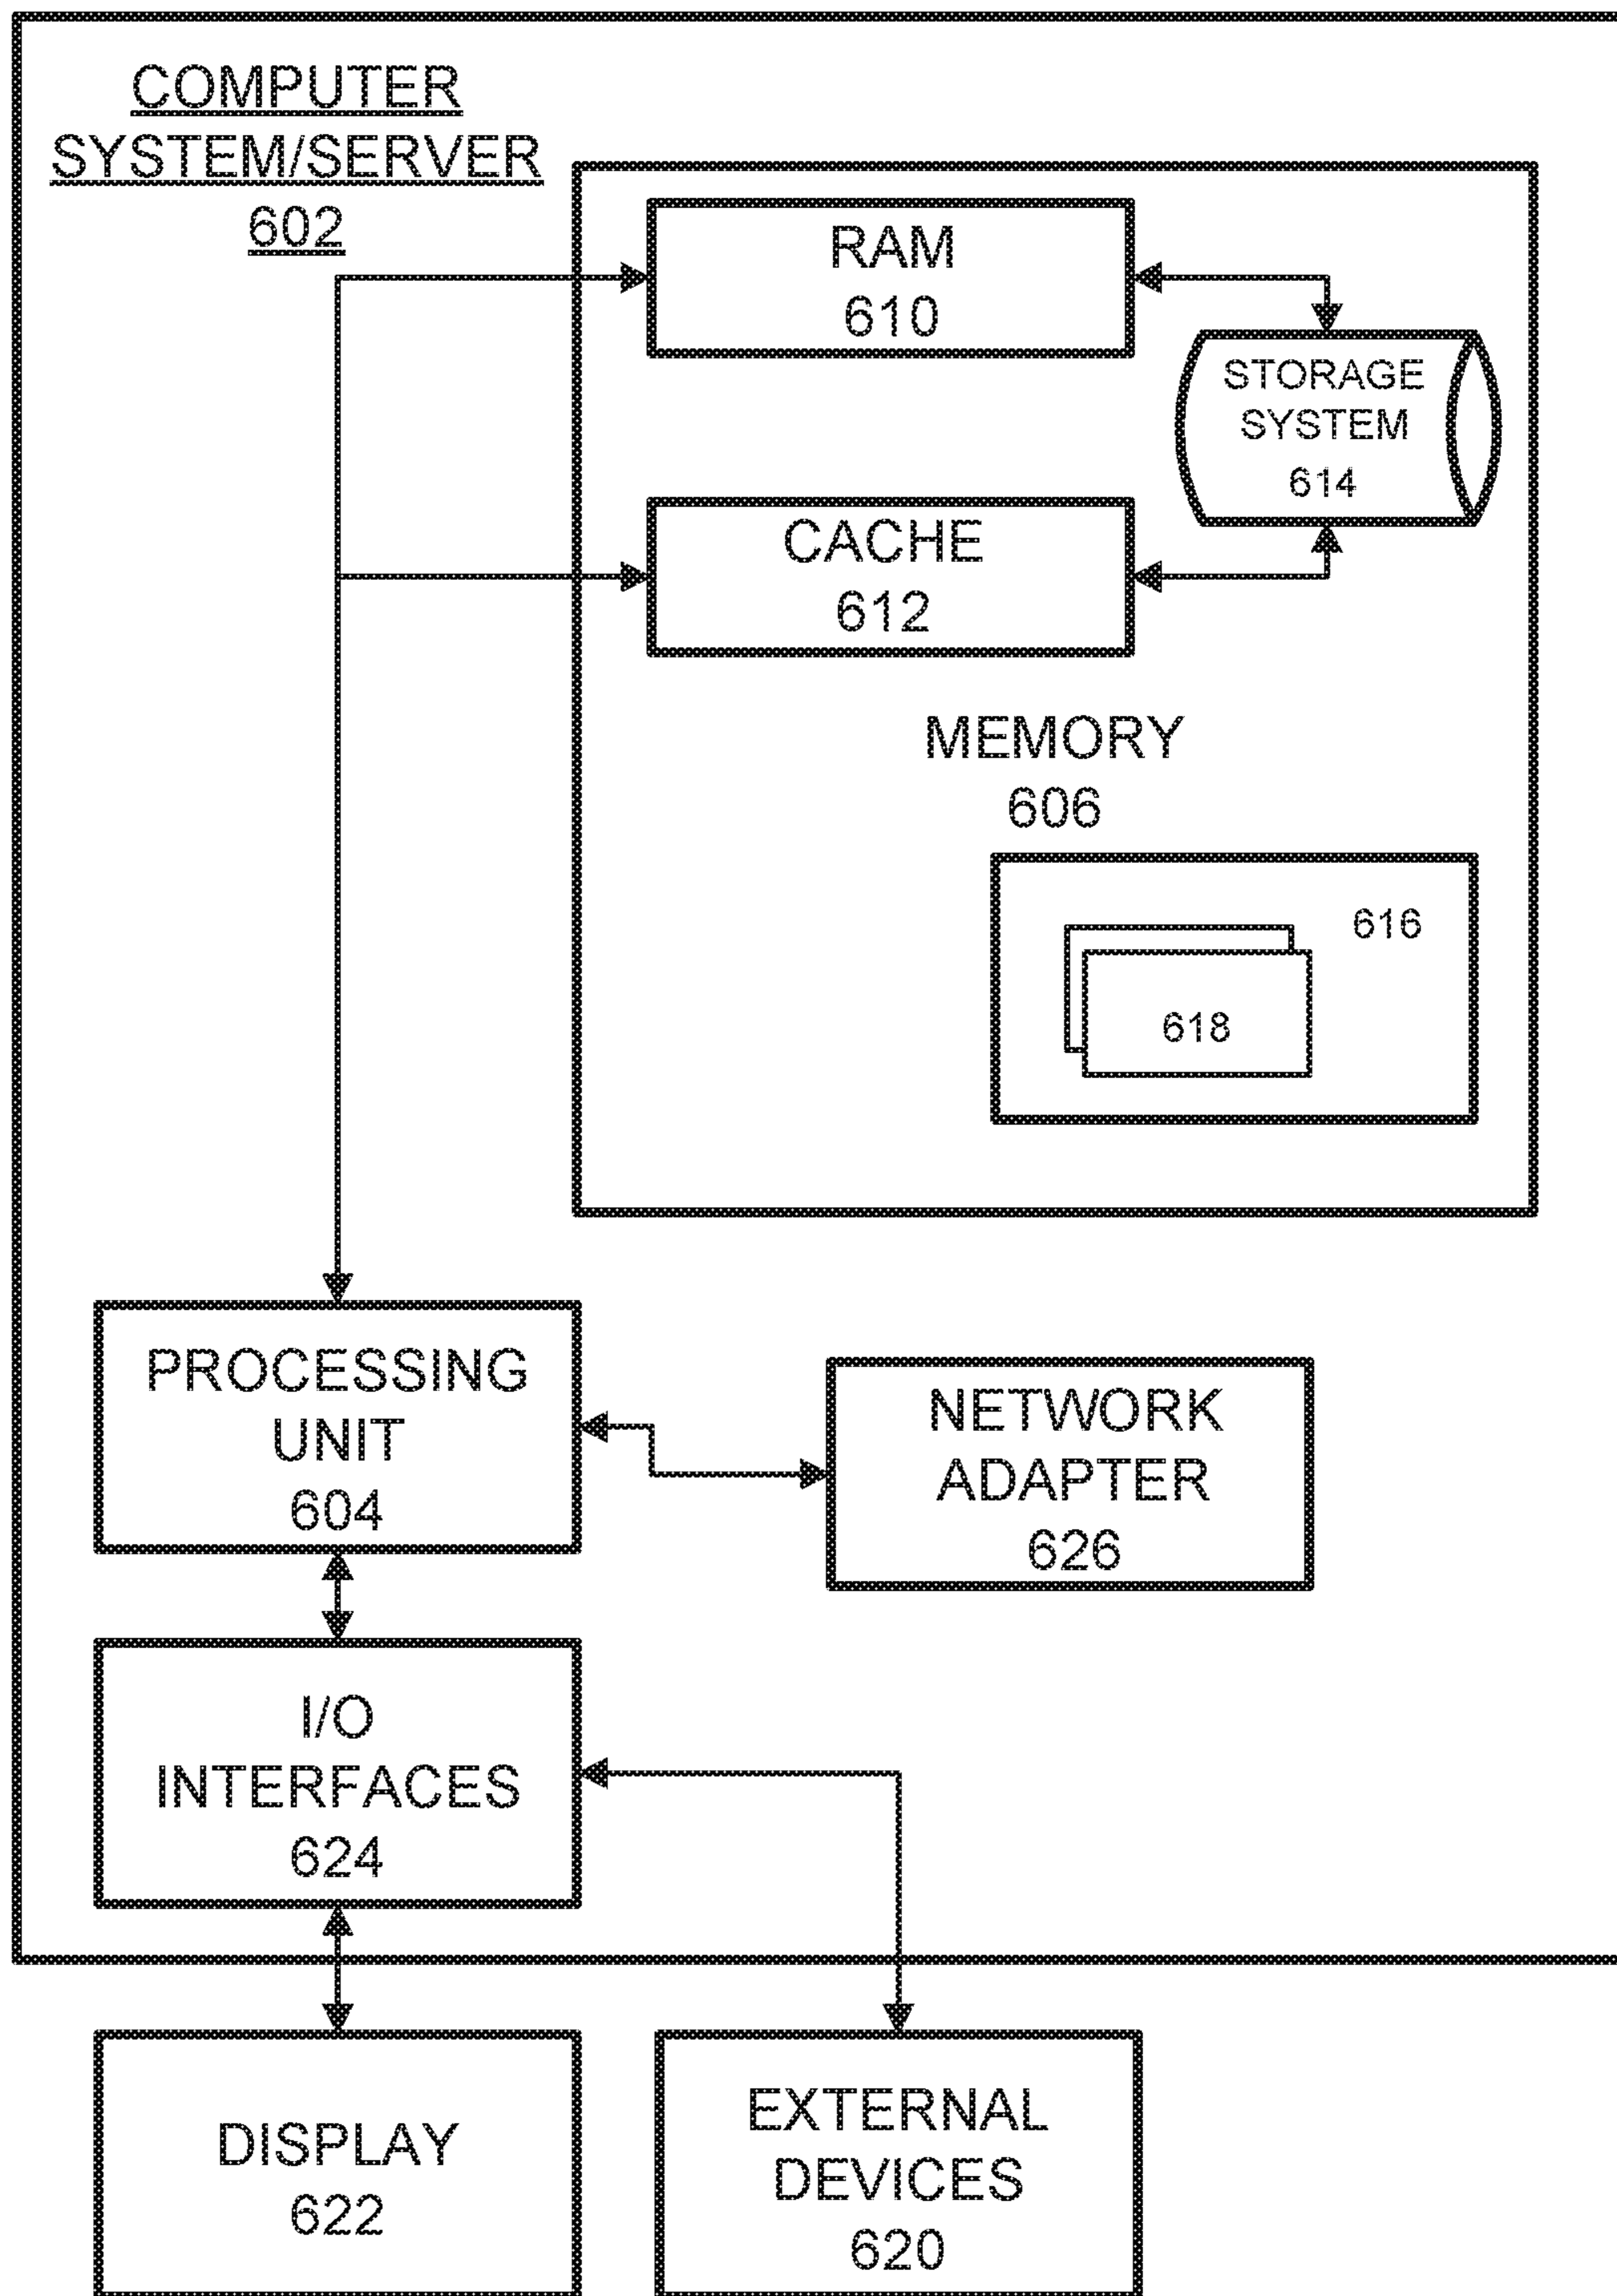 COMPUTER
SYSTEM/SERVER
602
RAM
610
STORAGE
SYSTEM
614
CACHE
612
MEMORY
606
616
618
PROCESSING
UNIT
604
NETWORK
ADAPTER
626
I/O
INTERFACES
624
DISPLAY
622
EXTERNAL
DEVICES
620